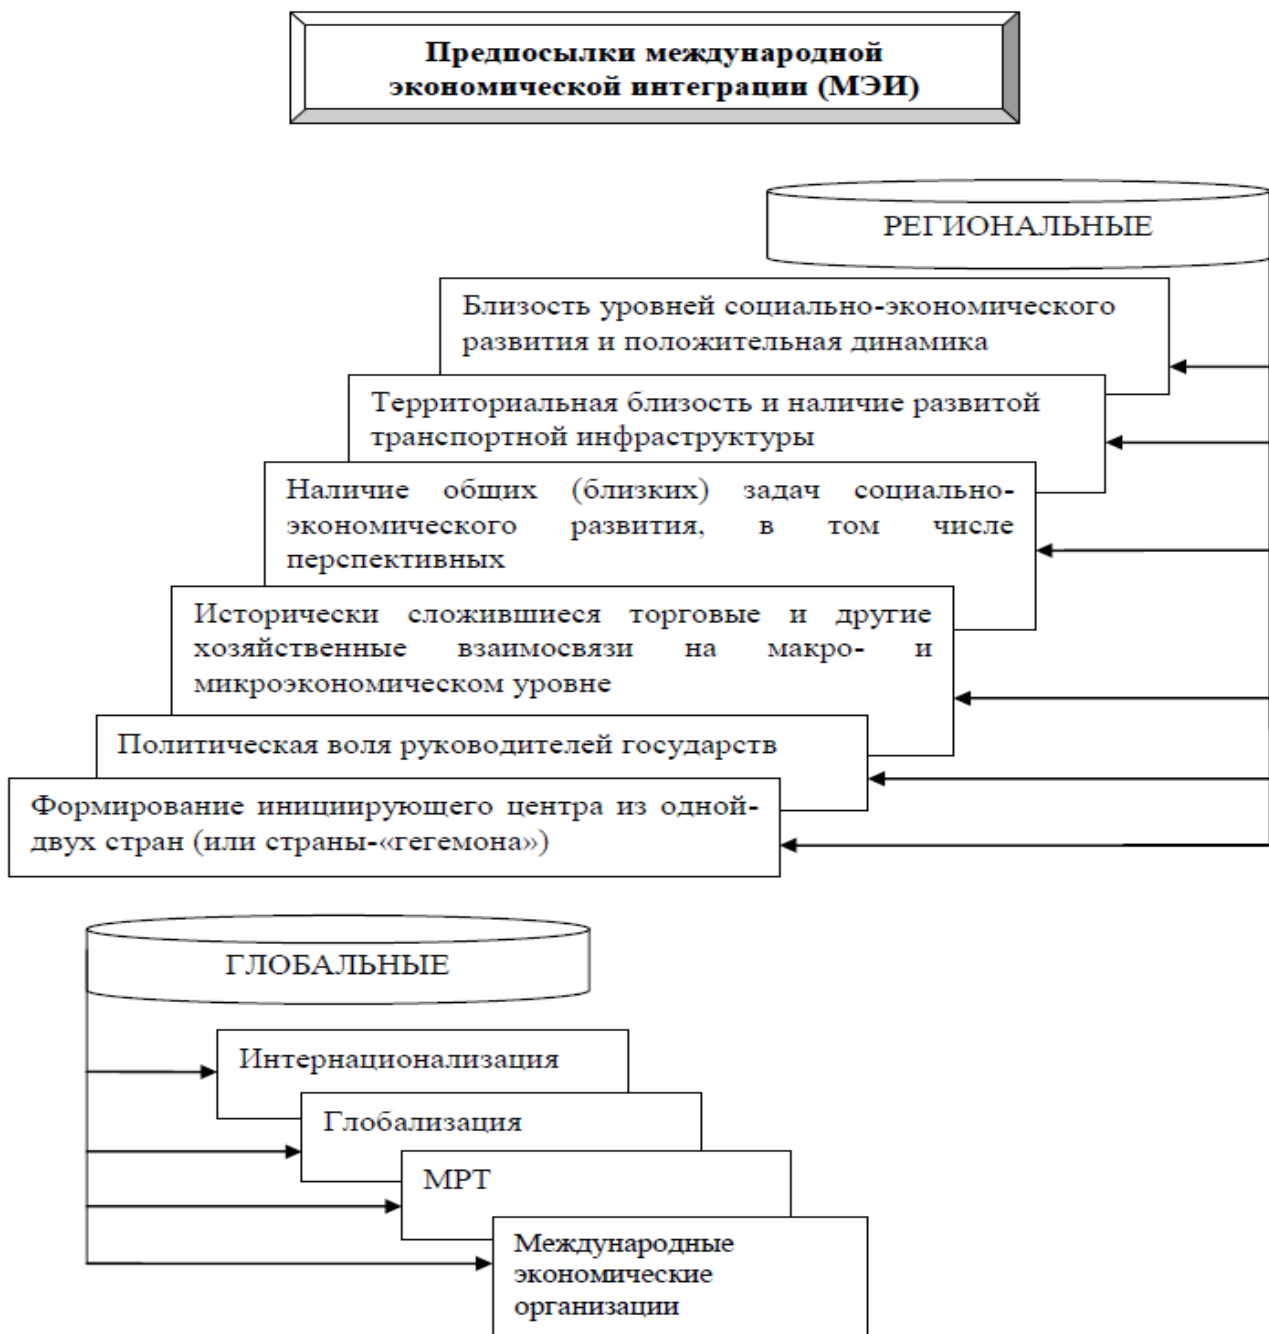 Предпосылки международной
экономической интеграции (МЭИ)
РЕГИОНАЛЬНЫЕ
Близость уровней социально-экономического
развития и положительная динамика
Территориальная близость и наличие развитой
транспортной инфраструктуры
Наличие общих (близких) задач социально-
экономического развития, в том числе
перспективных
Исторически сложившиеся торговые и другие
хозяйственные взаимосвязи на макро- и
микроэкономическом уровне
Политическая воля руководителей государств
Формирование инициирующего центра из одной-
двух стран (или страны-«гегемона»)
ГЛОБАЛЬНЫЕ
Интернационализация
Глобализация
МРТ
Международные
экономические
организации